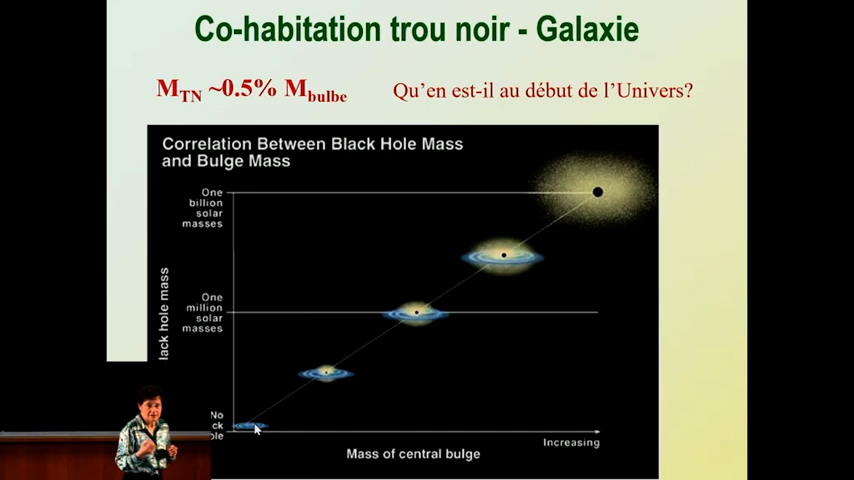 Co-habitation trou noir - Galaxie
M_TN ~0.5% M_bulbe
Qu'en est-il au début de l'Univers?
Correlation Between Black Hole Mass
and Bulge Mass
One
billion
solar
masses
One
million
solar
masses
lack hole mass
No
ck
ole
Increasing
Mass of central bulge